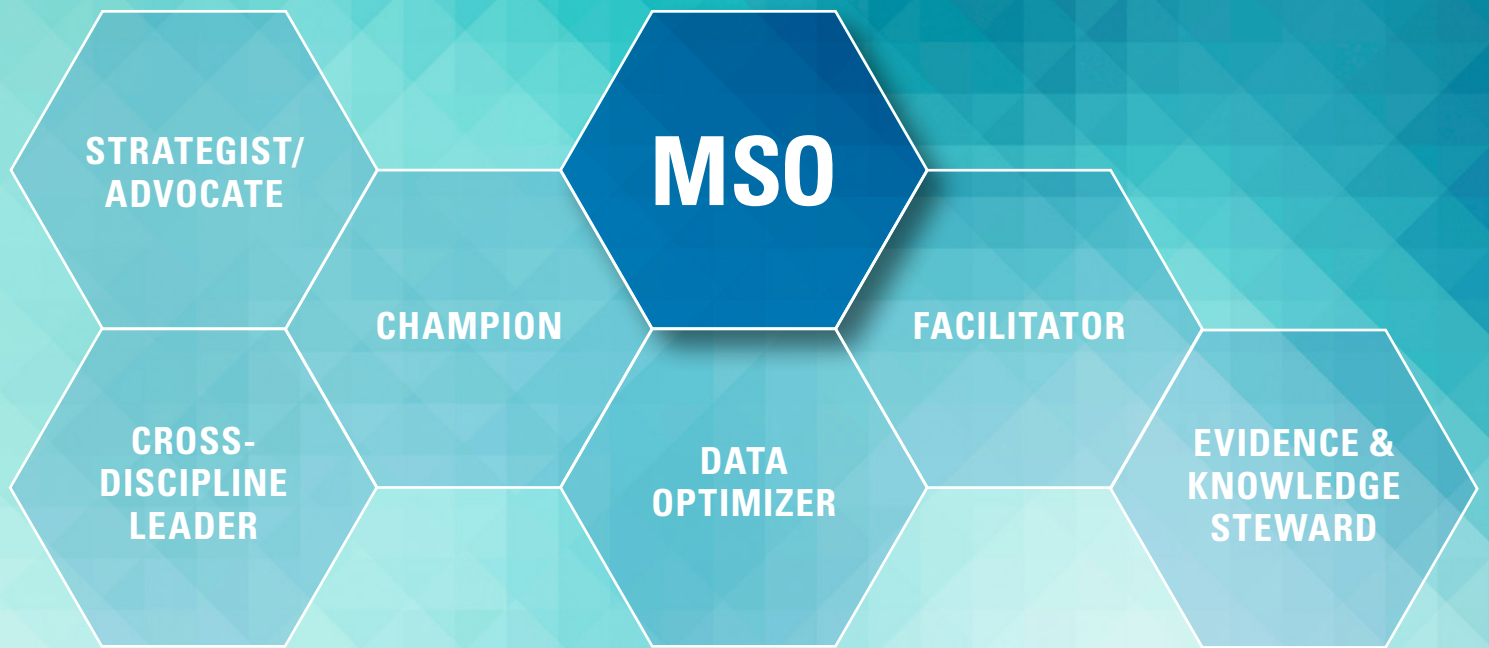 STRATEGIST/
ADVOCATE
MSO
CHAMPION
FACILITATOR
CROSS-
DISCIPLINE
LEADER
DATA
OPTIMIZER
EVIDENCE &
KNOWLEDGE
STEWARD